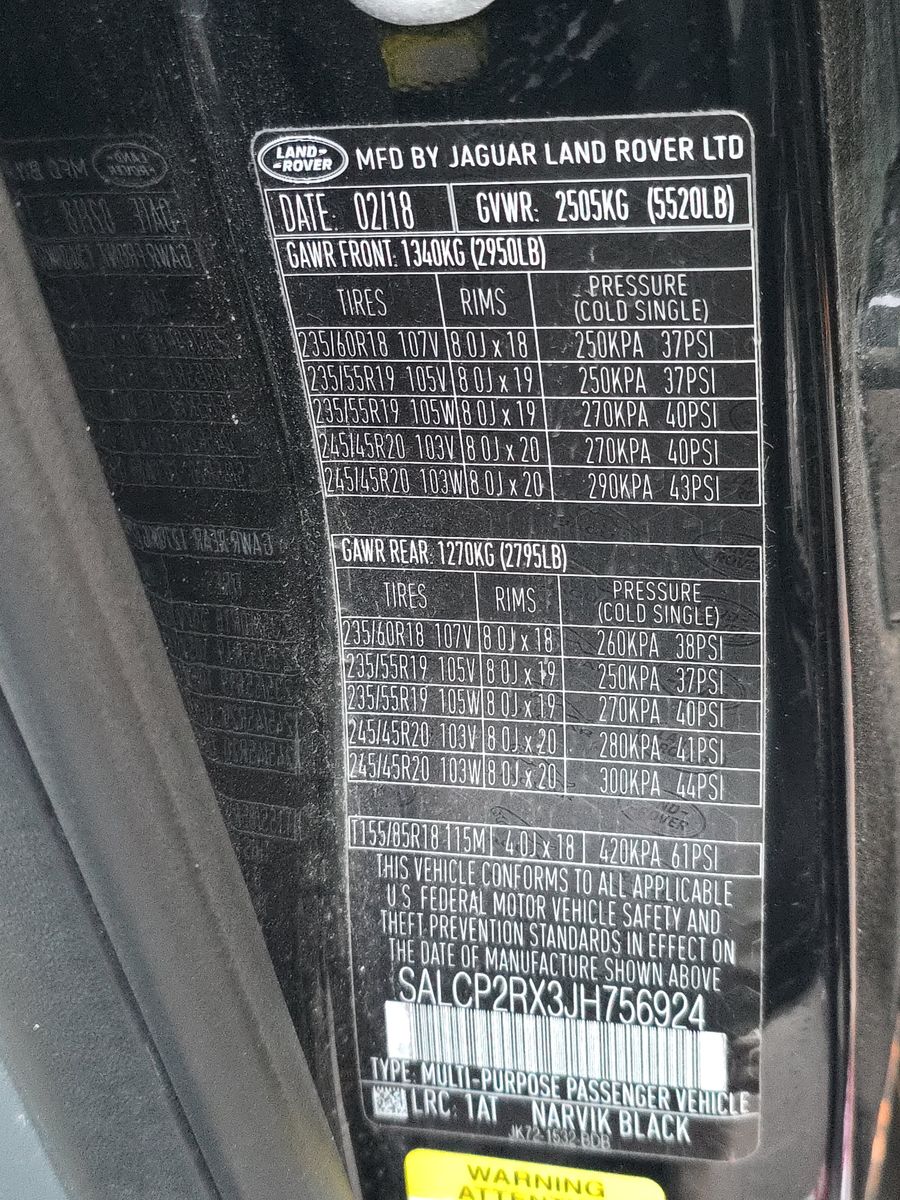 LAND-
-ROVER
MFD BY JAGUAR LAND ROVER LTD
DATE: 02/18 GVWR: 2505KG (5520LB)
GAWR FRONT: 1340KG (2950LB)
TIRES RIMS PRESSURE (COLD SINGLE)
235/60R18 107V 8.0J x 18 250KPA 37PSI
235/55R19 105V 8.0J x 19 250KPA 37PSI
235/55R19 105W 8.0J x 19 270KPA 40PSI
245/45R20 103V 8.0J x 20 270KPA 40PSI
245/45R20 103W 8.0J x 20 290KPA 43PSI
GAWR REAR: 1270KG (2795LB)
TIRES RIMS PRESSURE (COLD SINGLE)
235/60R18 107V 8.0J x 18 260KPA 38PSI
235/55R19 105V 8.0J x 19 250KPA 37PSI
235/55R19 105W 8.0J x 19 270KPA 40PSI
245/45R20 103V 8.0J x 20 280KPA 41PSI
245/45R20 103W 8.0J x 20 300KPA 44PSI
T155/85R18 115M 4.0J x 18 420KPA 61PSI
THIS VEHICLE CONFORMS TO ALL APPLICABLE
U.S. FEDERAL MOTOR VEHICLE SAFETY AND
THEFT PREVENTION STANDARDS IN EFFECT ON
THE DATE OF MANUFACTURE SHOWN ABOVE
SALCP2RX3JH756924
TYPE: MULTI-PURPOSE PASSENGER VEHICLE
LRC: 1AT NARVIK BLACK
JK72-1532-BDB
WARNING